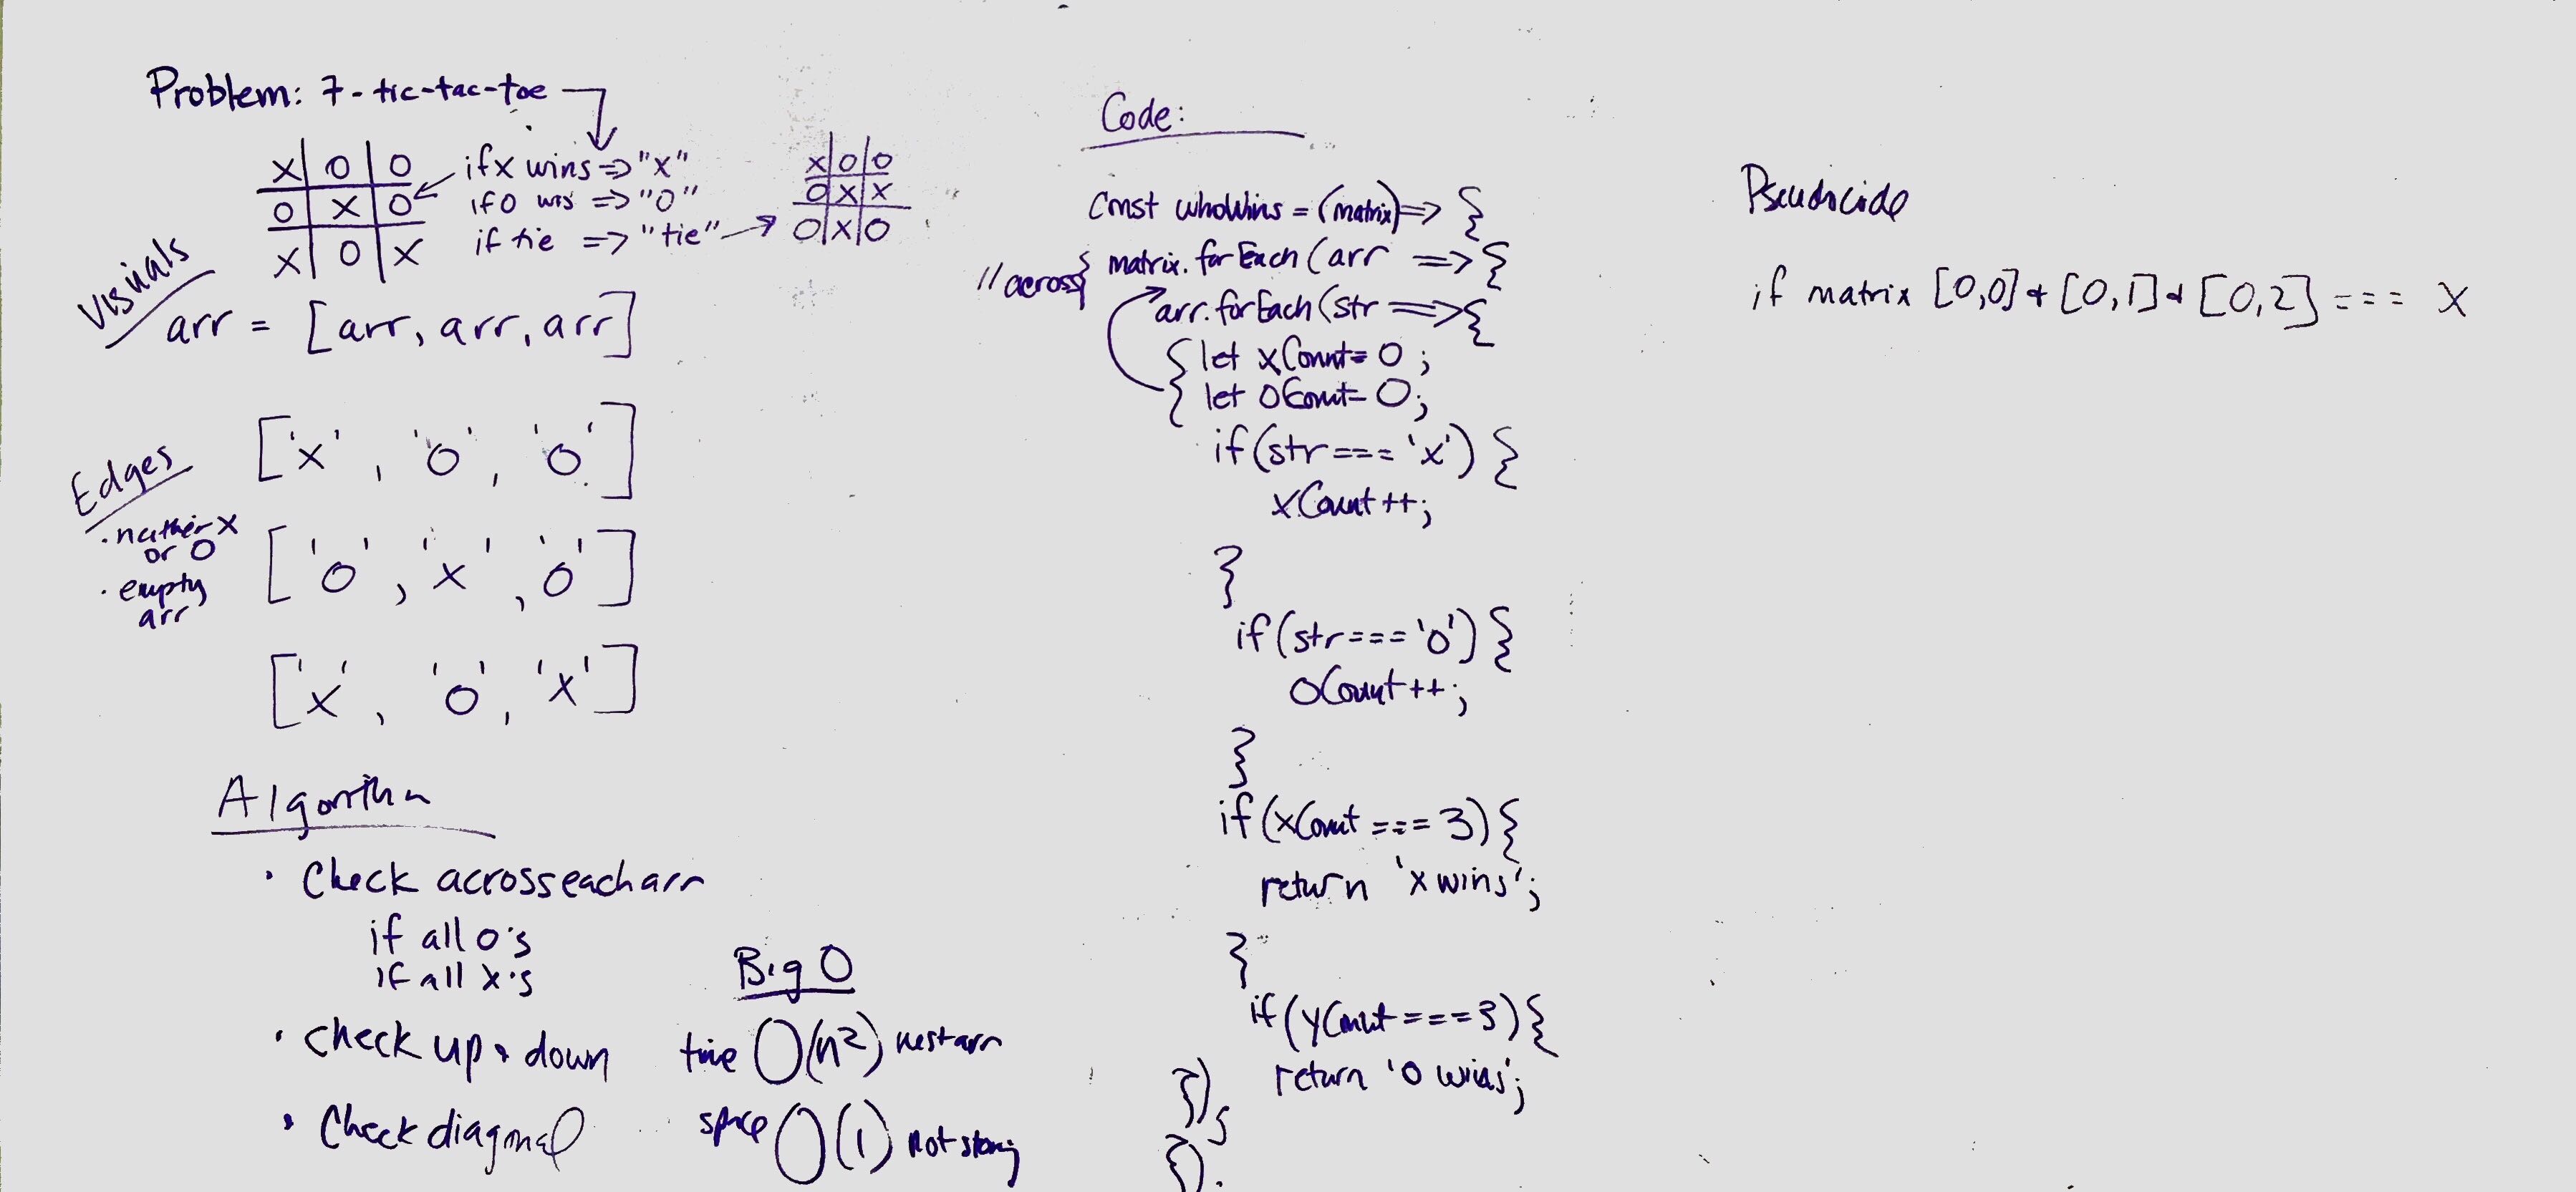 Problem: 7-tic-tac-toe
X|O|O if x wins => "x"
O|X|O if O wns => "O"
X|O|X if tie => "tie"
X|O|O
O|X|X
O|X|O
Visuals
arr = [arr, arr, arr]
['x', 'o', 'o']
['o', 'x', 'o']
['x', 'o', 'x']
Edges
· neither X
or O
· empty
arr
Algorithm
· Check across each arr
if all o's
if all x's
· check up & down
· Check diagonal
Big O
time O(n²) nest arr
space O(1) not storing
Code:
const whoWins = (matrix) => {
//across { matrix.forEach(arr => {
arr.forEach(str => {
{ let xCount = 0;
{ let OCount = 0;
if(str === 'x') {
xCount++;
}
if(str === 'o') {
OCount++;
}
if(xCount === 3){
return 'x wins';
}
if(yCount === 3){
return 'O wins';
});
});
Pseudocode
if matrix [0,0] + [0,1] + [0,2] === X